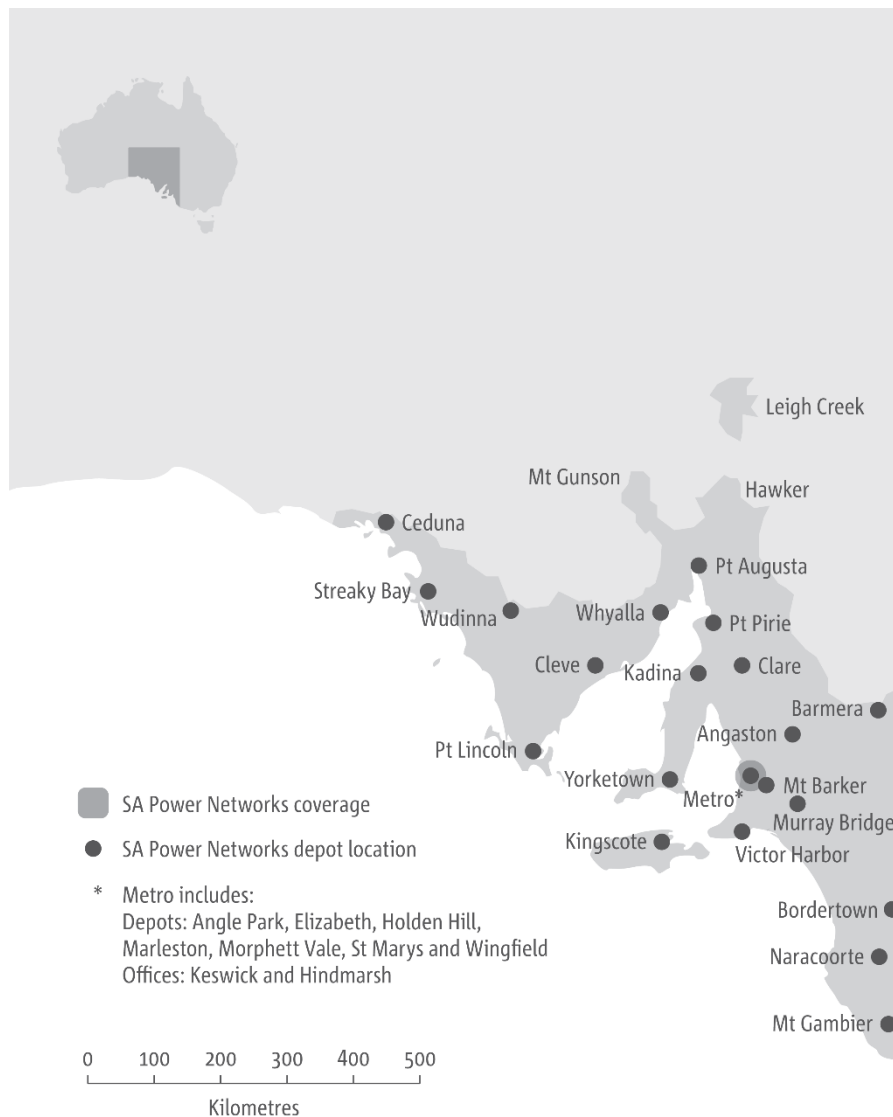 Leigh Creek
Mt Gunson
Hawker
Ceduna
Pt Augusta
Streaky Bay
Wudinna
Whyalla
Pt Pirie
Cleve
Kadina
Clare
Barmera
Angaston
Pt Lincoln
Yorketown
Metro*
Mt Barker
Murray Bridge
Kingscote
Victor Harbor
Bordertown
Naracoorte
Mt Gambier
SA Power Networks coverage
SA Power Networks depot location
* Metro includes:
Depots: Angle Park, Elizabeth, Holden Hill,
Marleston, Morphett Vale, St Marys and Wingfield
Offices: Keswick and Hindmarsh
0 100 200 300 400 500
Kilometres